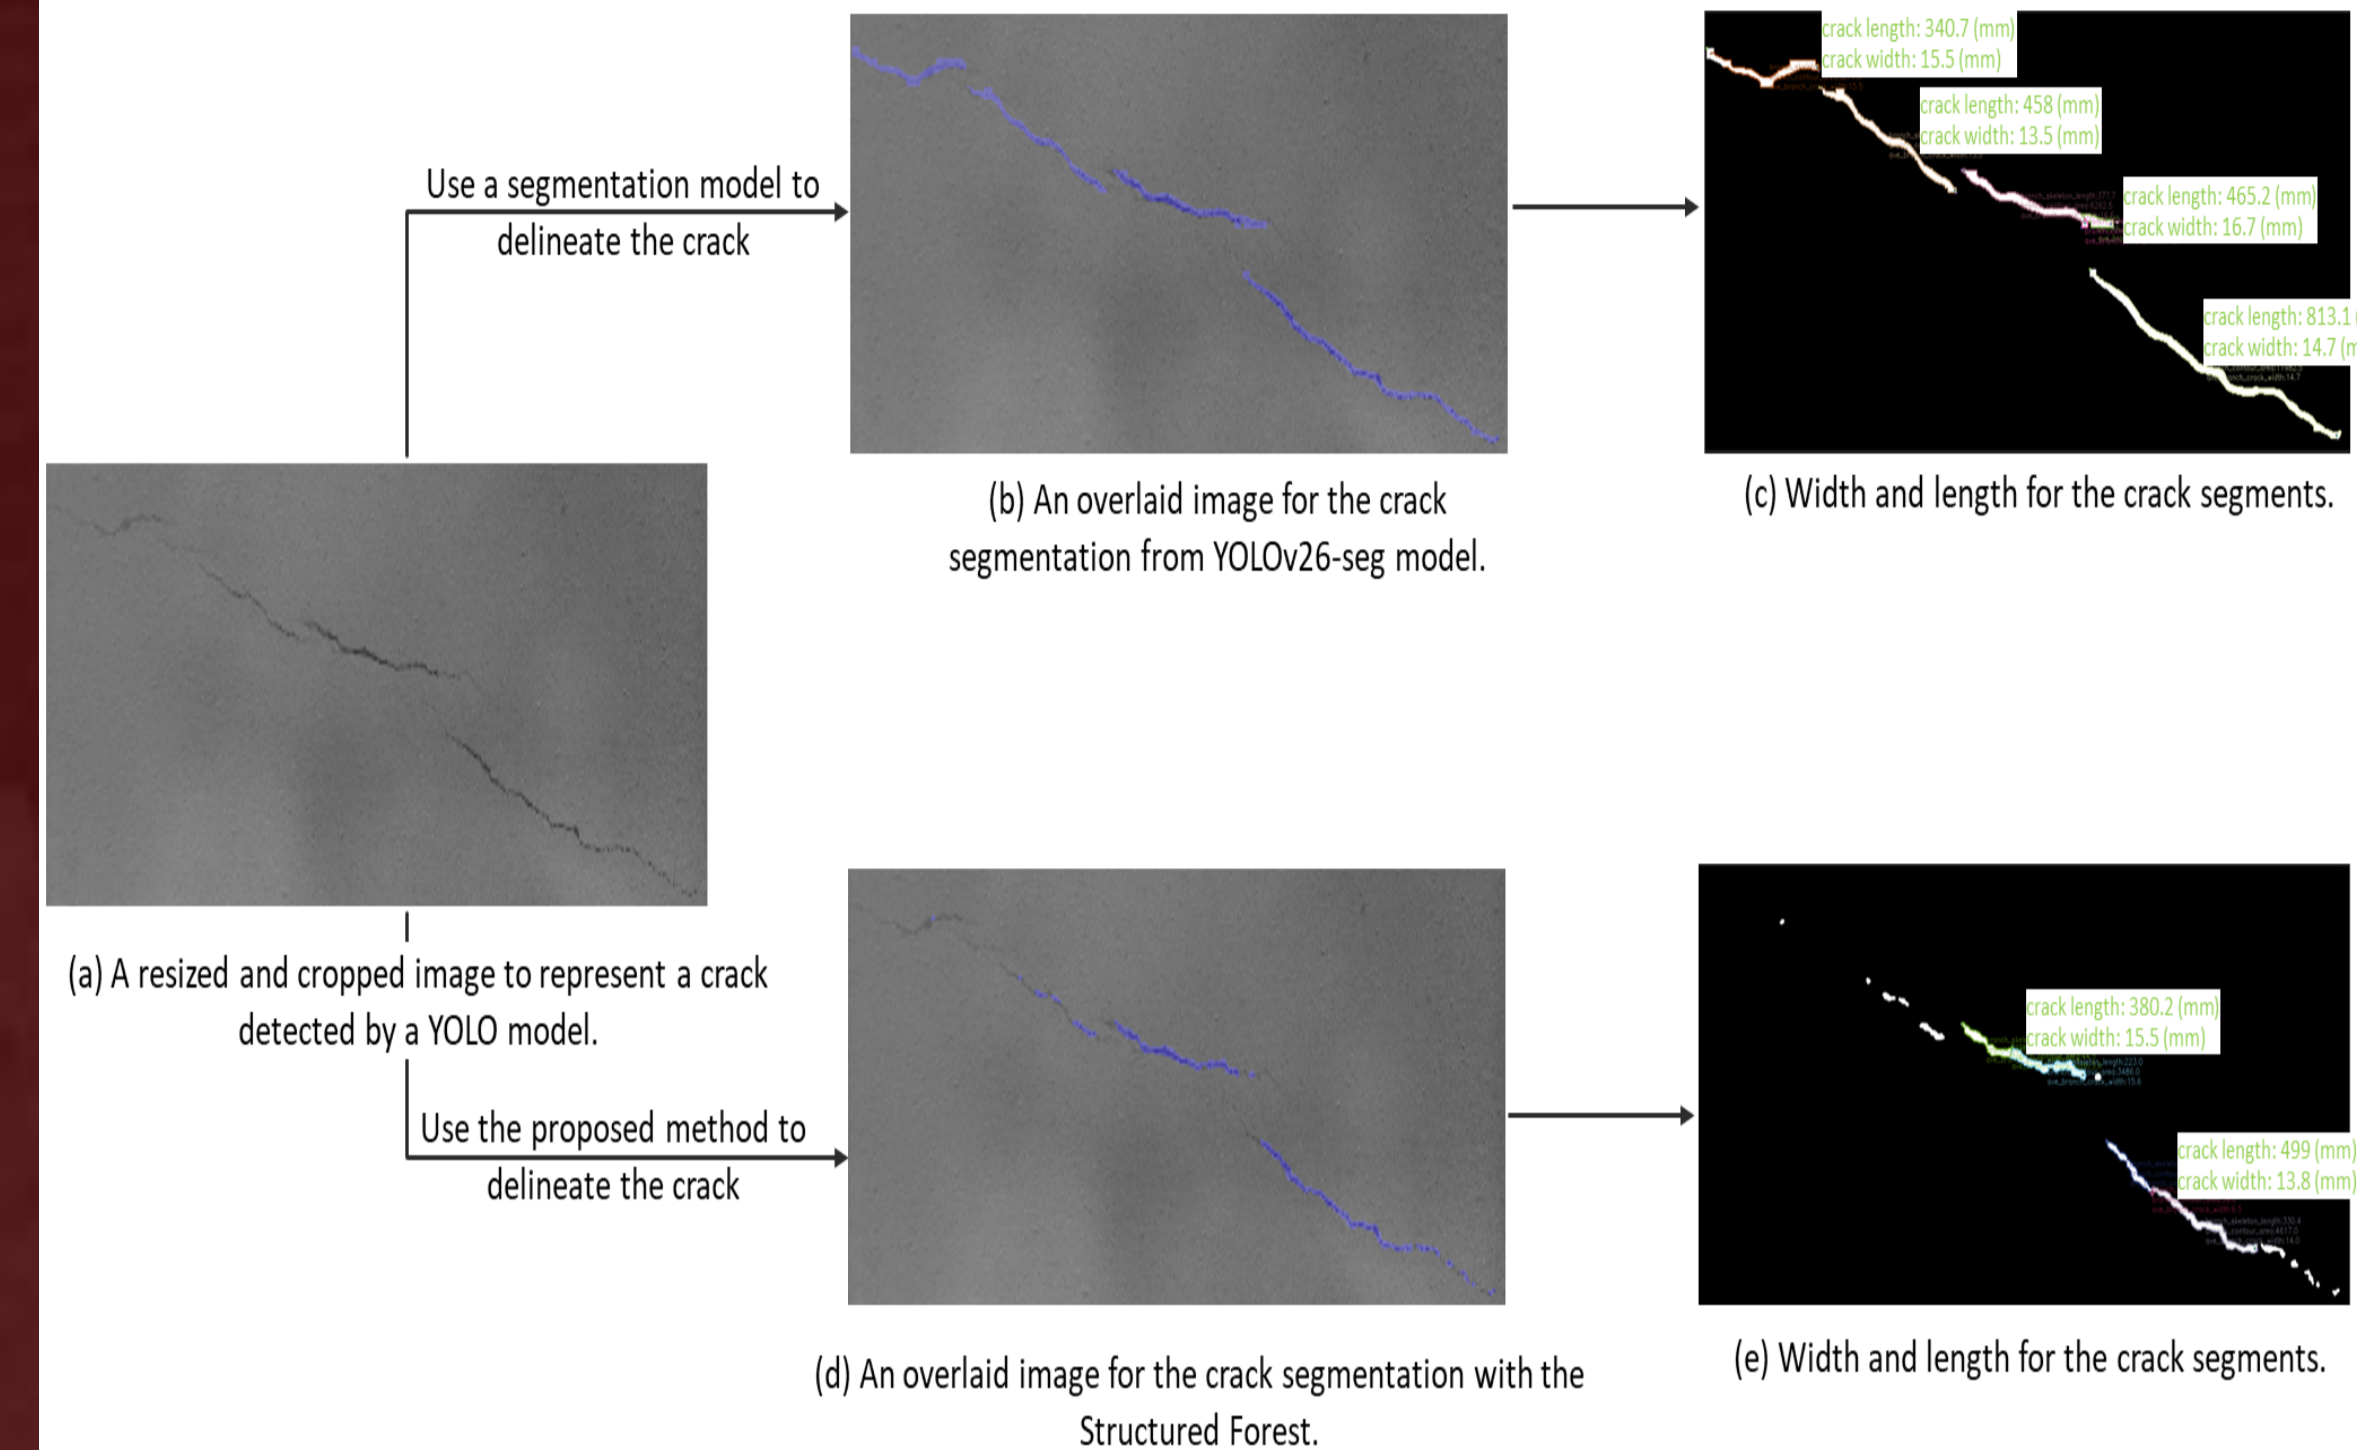 crack length: 340.7 (mm)
crack width: 15.5 (mm)
crack length: 458 (mm)
crack width: 13.5 (mm)
crack length: 465.2 (mm)
crack width: 16.7 (mm)
crack length: 813.1
crack width: 14.7
Use a segmentation model to
delineate the crack
(b) An overlaid image for the crack
segmentation from YOLOv26-seg model.
(c) Width and length for the crack segments.
(a) A resized and cropped image to represent a crack
detected by a YOLO model.
Use the proposed method to
delineate the crack
crack length: 380.2 (mm)
crack width: 15.5 (mm)
crack length: 499 (mm)
crack width: 13.8 (mm)
(d) An overlaid image for the crack segmentation with the
Structured Forest.
(e) Width and length for the crack segments.